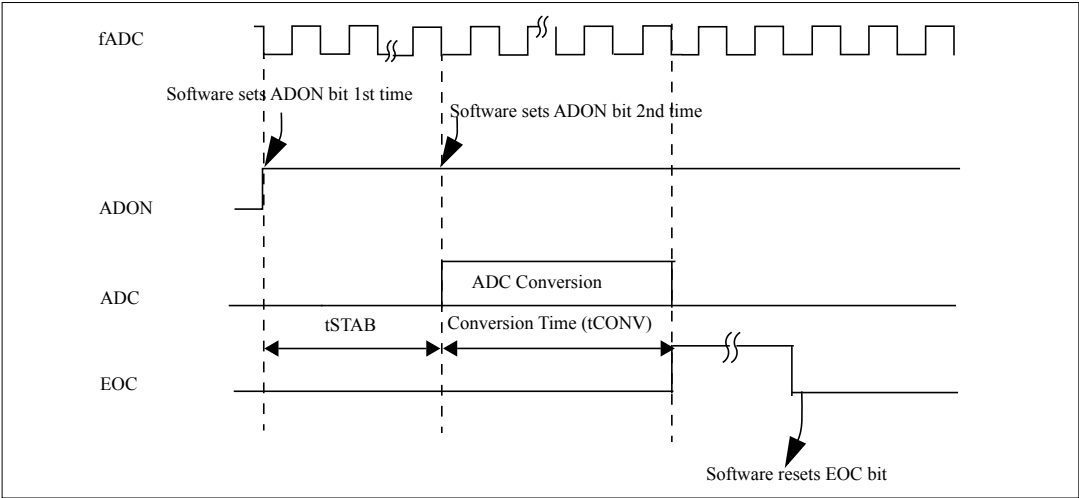 fADC
Software sets ADON bit 1st time
Software sets ADON bit 2nd time
ADON
ADC
ADC Conversion
tSTAB
Conversion Time (tCONV)
EOC
Software resets EOC bit